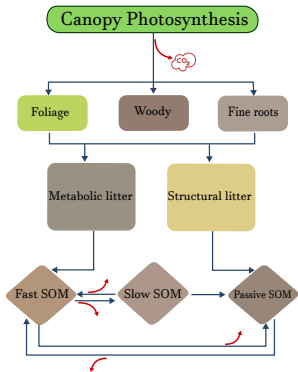 Canopy Photosynthesis
CO₂
Foliage
Woody
Fine roots
Metabolic litter
Structural litter
Fast SOM
Slow SOM
Passive SOM